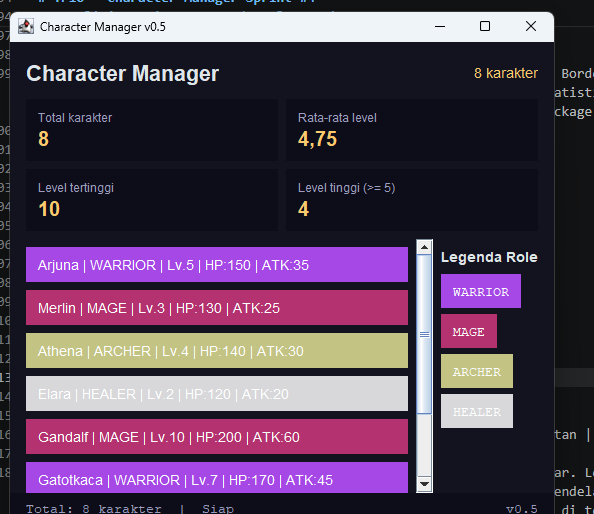 Character Manager v0.5
Character Manager
8 karakter
Total karakter
8
Rata-rata level
4,75
Level tertinggi
10
Level tinggi (>= 5)
4
Arjuna | WARRIOR | Lv.5 | HP:150 | ATK:35
Merlin | MAGE | Lv.3 | HP:130 | ATK:25
Athena | ARCHER | Lv.4 | HP:140 | ATK:30
Elara | HEALER | Lv.2 | HP:120 | ATK:20
Gandalf | MAGE | Lv.10 | HP:200 | ATK:60
Gatotkaca | WARRIOR | Lv.7 | HP:170 | ATK:45
Legenda Role
WARRIOR
MAGE
ARCHER
HEALER
Total: 8 karakter | Siap
v0.5